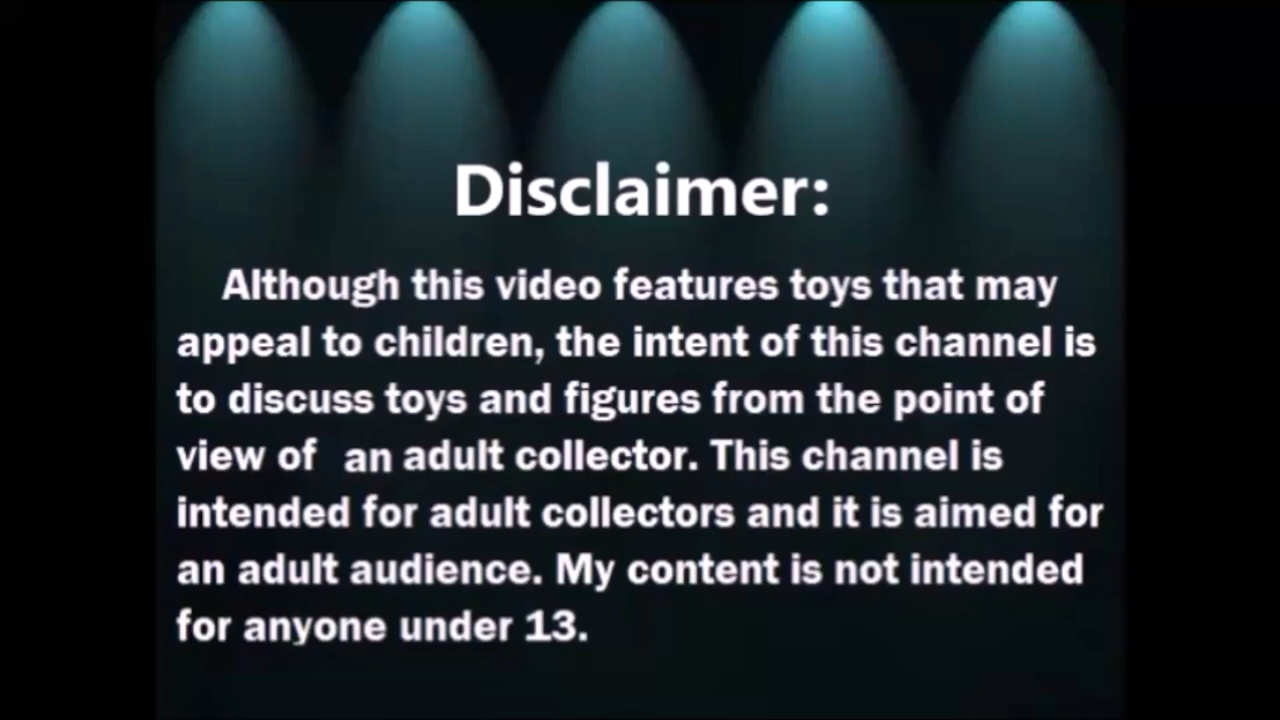 Disclaimer:
Although this video features toys that may
appeal to children, the intent of this channel is
to discuss toys and figures from the point of
view of an adult collector. This channel is
intended for adult collectors and it is aimed for
an adult audience. My content is not intended
for anyone under 13.